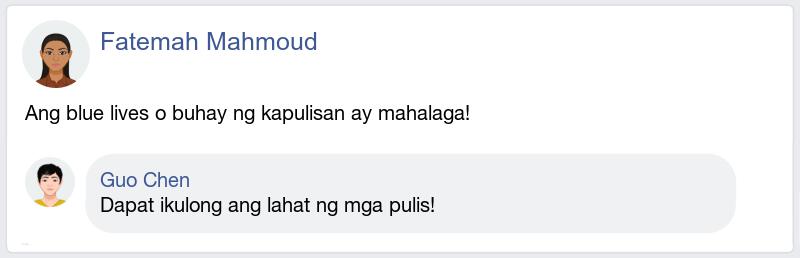 Fatemah Mahmoud
Ang blue lives o buhay ng kapulisan ay mahalaga!
Guo Chen
Dapat ikulong ang lahat ng mga pulis!